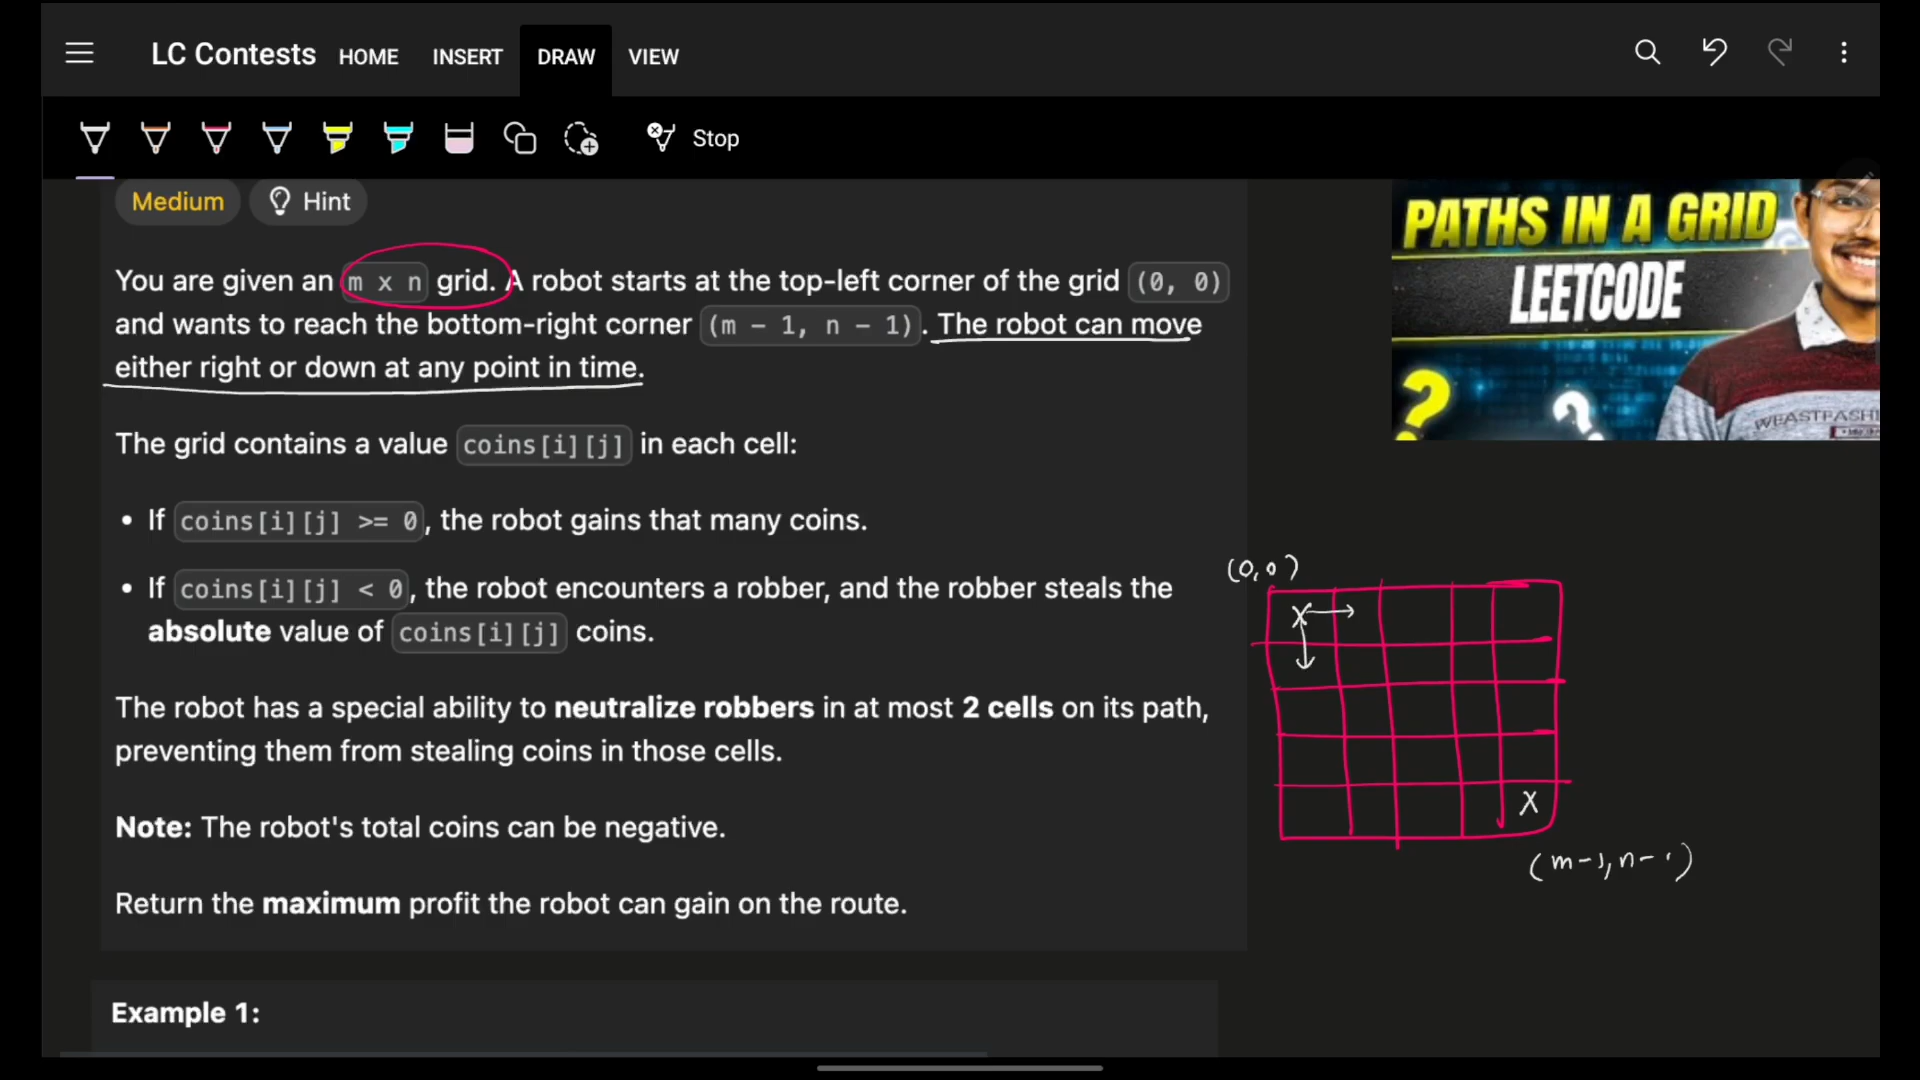 LC Contests HOME INSERT DRAW VIEW
Stop
Medium Hint
PATHS IN A GRID
LEETCODE
WEASTFASHI
You are given an m x n grid. A robot starts at the top-left corner of the grid (0, 0)
and wants to reach the bottom-right corner (m - 1, n - 1). The robot can move
either right or down at any point in time.
The grid contains a value coins[i][j] in each cell:
• If coins[i][j] >= 0, the robot gains that many coins.
• If coins[i][j] < 0, the robot encounters a robber, and the robber steals the
absolute value of coins[i][j] coins.
(0,0)
X
X
(m-1,n-1)
The robot has a special ability to neutralize robbers in at most 2 cells on its path,
preventing them from stealing coins in those cells.
Note: The robot's total coins can be negative.
Return the maximum profit the robot can gain on the route.
Example 1: